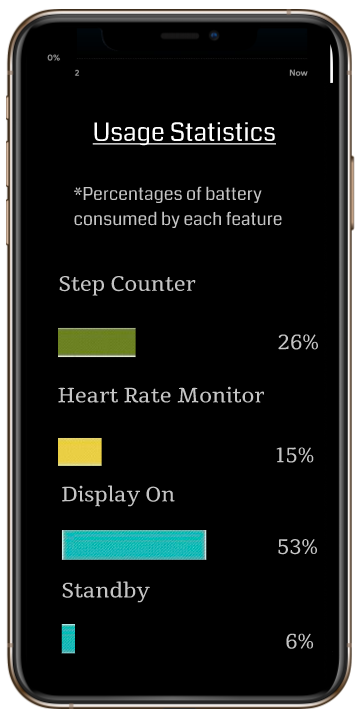 0%
2
Now
Usage Statistics
*Percentages of battery
consumed by each feature
Step Counter
26%
Heart Rate Monitor
15%
Display On
53%
Standby
6%